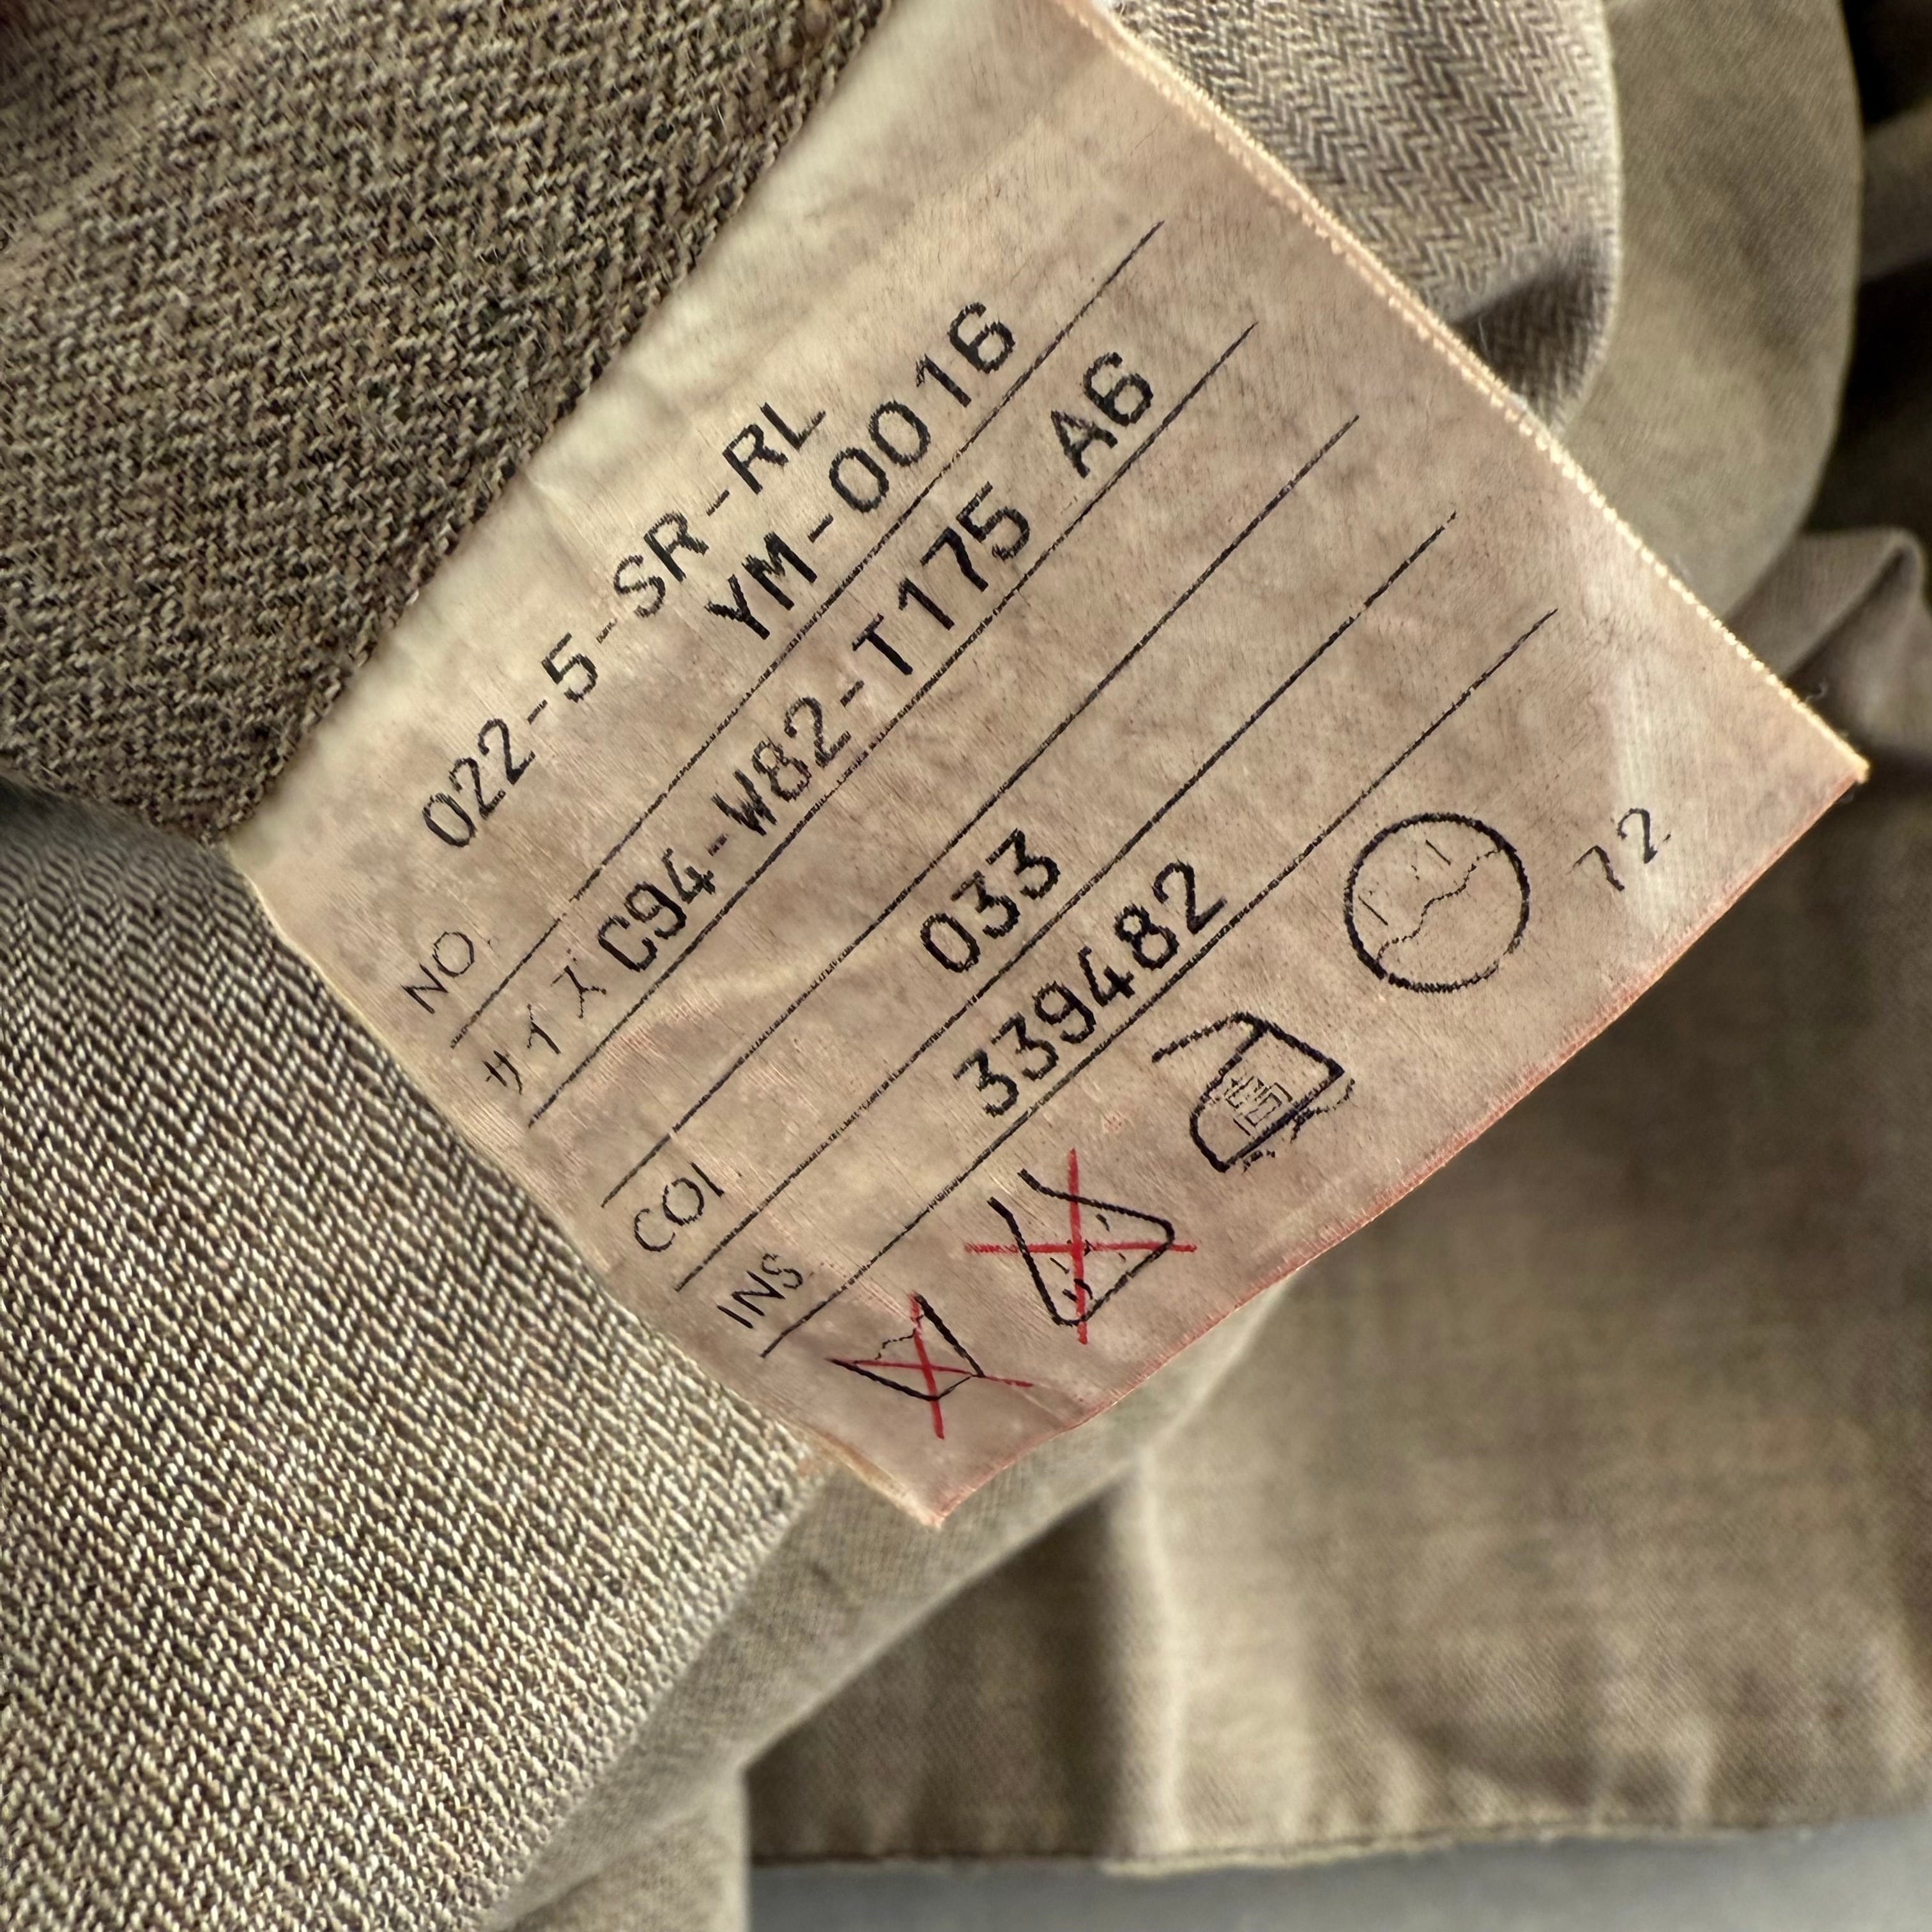 022-5-SR-RL
NO YM-0016
サイズ C94-W82-T175 A6
COl 033
INS 339482
72